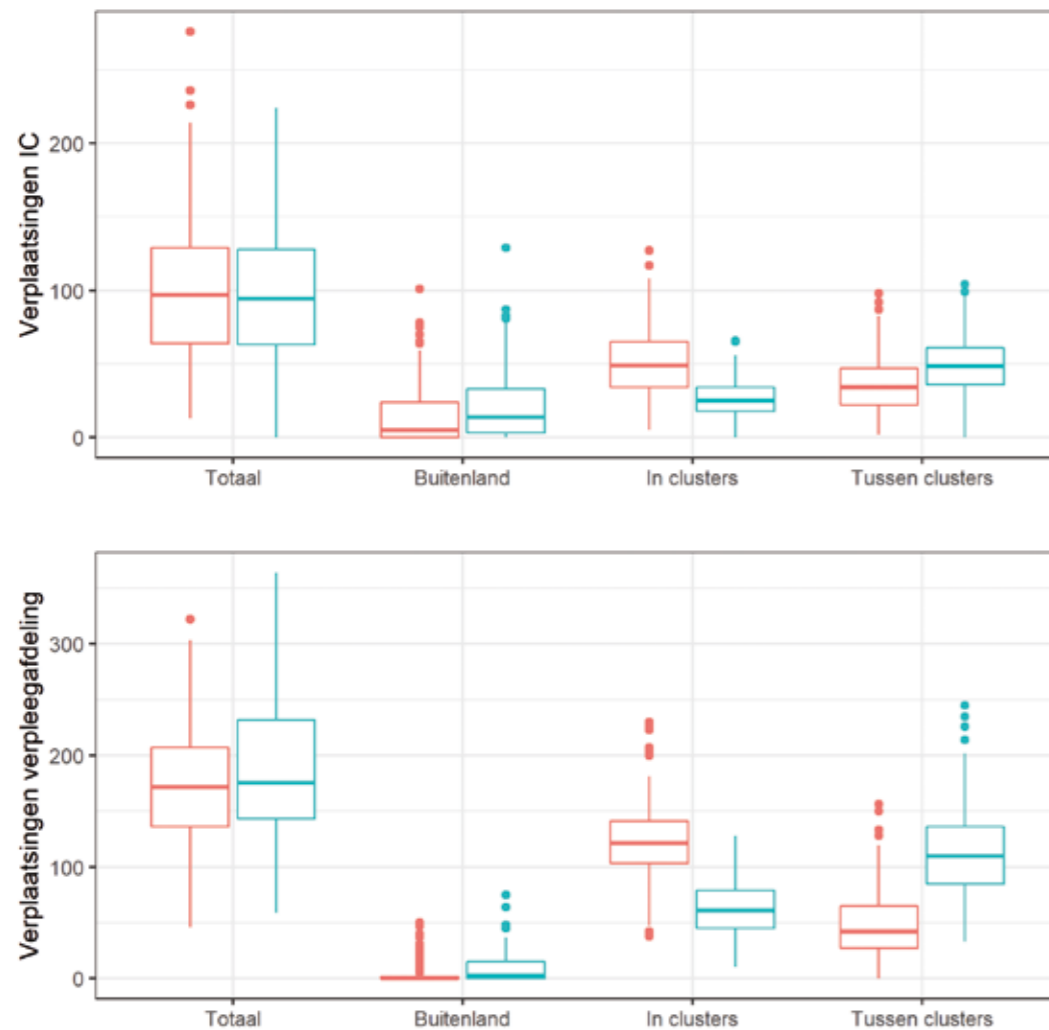 Verplaatsingen IC
200
100
0
Totaal
Buitenland
In clusters
Tussen clusters
Verplaatsingen verpleegafdeling
300
200
100
0
Totaal
Buitenland
In clusters
Tussen clusters